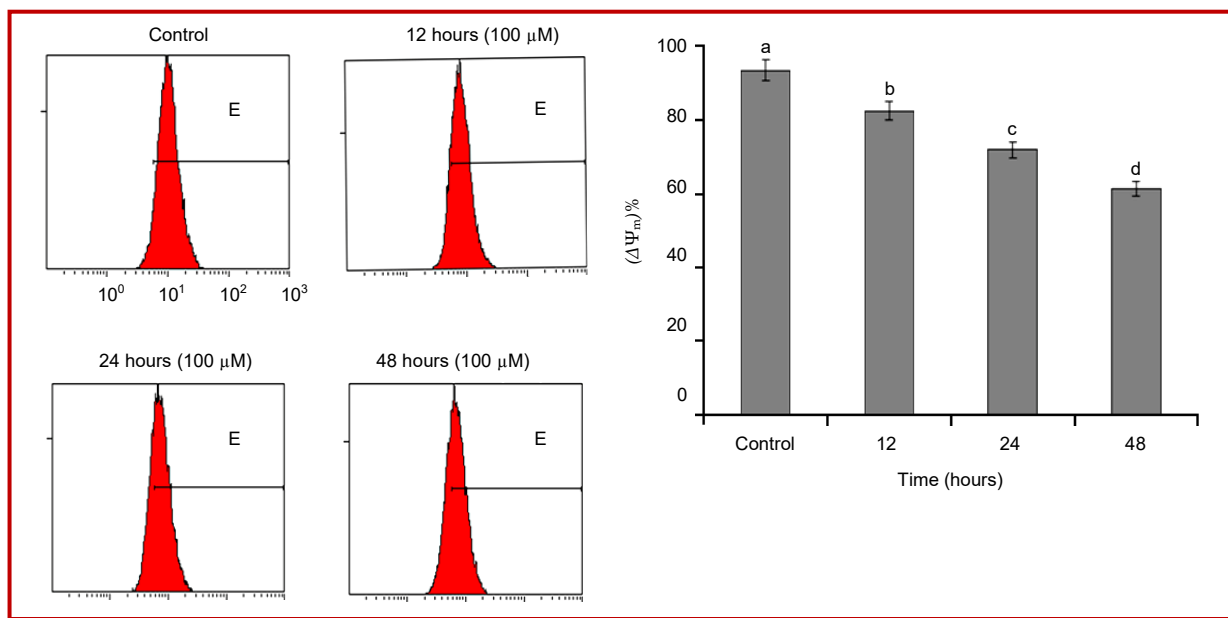 Control
E
10⁰ 10¹ 10² 10³
12 hours (100 μM)
E
24 hours (100 μM)
E
48 hours (100 μM)
E
(ΔΨₘ)%
100
80
60
40
20
0
a
b
c
d
Control 12 24 48
Time (hours)